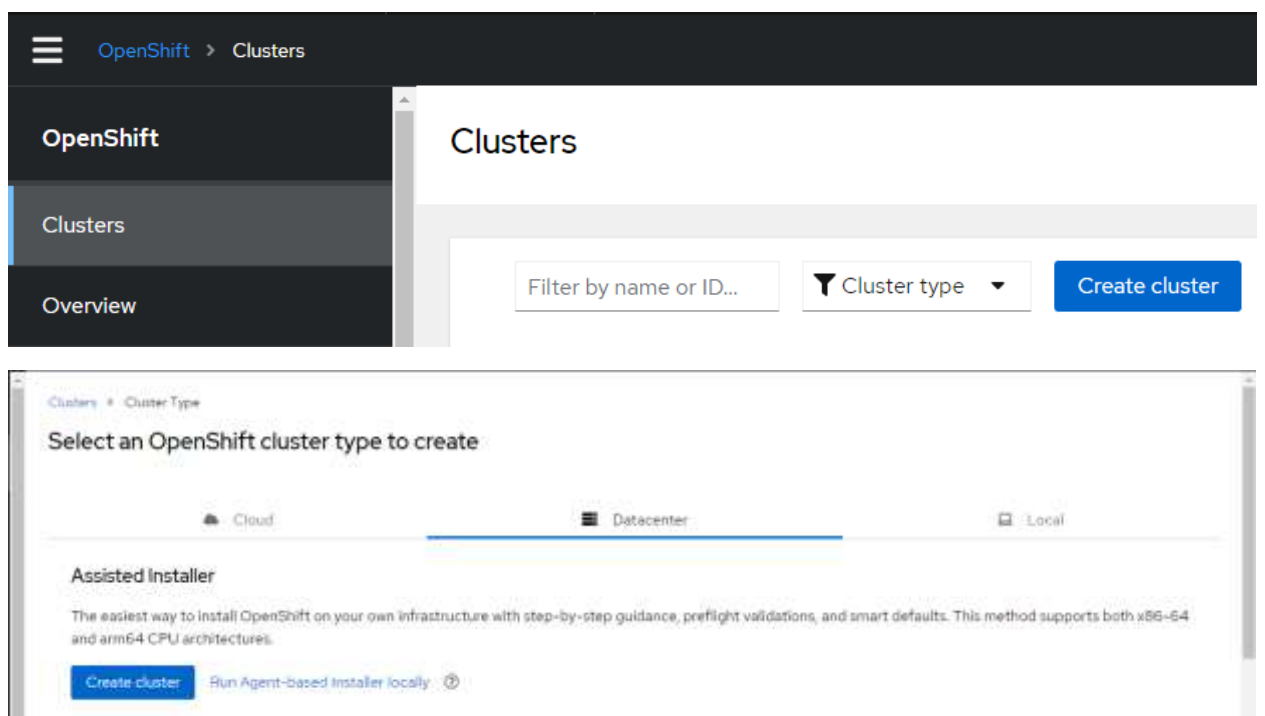 OpenShift > Clusters
OpenShift
Clusters
Clusters
Overview
Filter by name or ID...
Cluster type
Create cluster
Clusters > Cluster Type
Select an OpenShift cluster type to create
Cloud
Datacenter
Local
Assisted Installer
The easiest way to install OpenShift on your own infrastructure with step-by-step guidance, preflight validations, and smart defaults. This method supports both x86-64
and arm64 CPU architectures.
Create cluster
Run Agent-based Installer locally